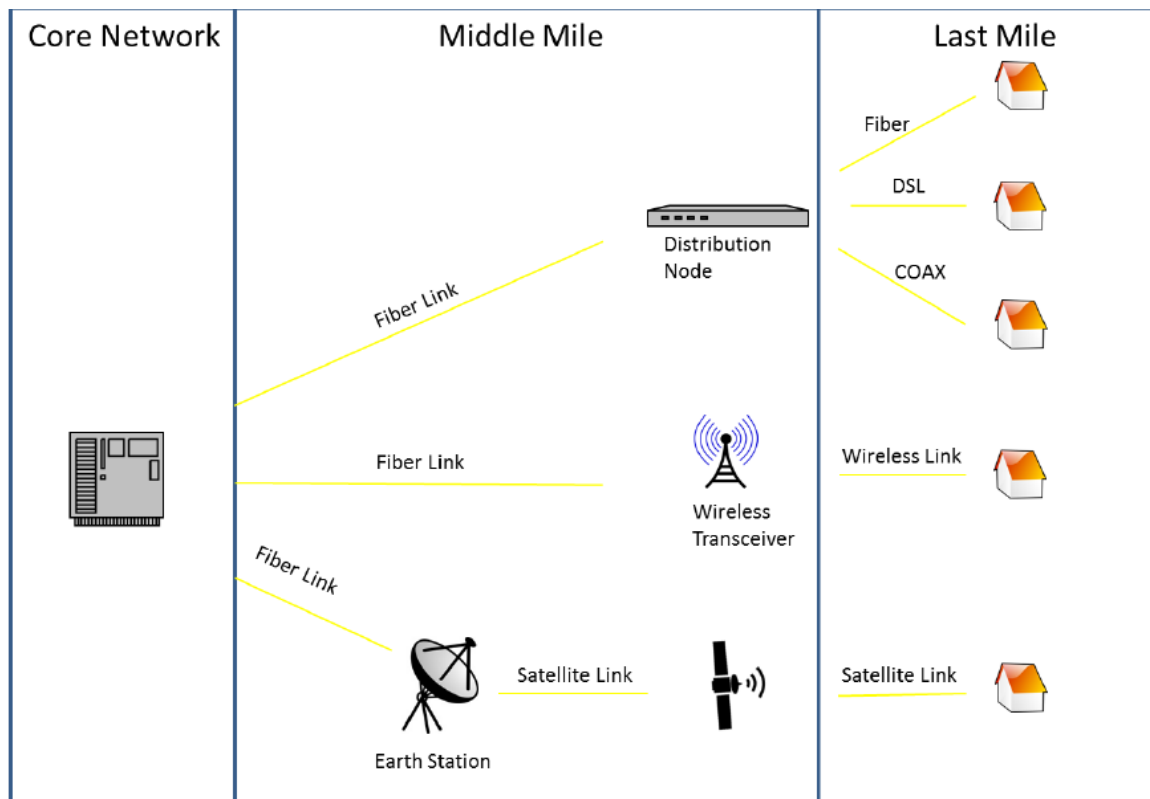 Core Network
Middle Mile
Last Mile
Fiber
DSL
Distribution
Node
COAX
Fiber Link
Fiber Link
Wireless Link
Wireless
Transceiver
Fiber Link
Satellite Link
Satellite Link
Earth Station